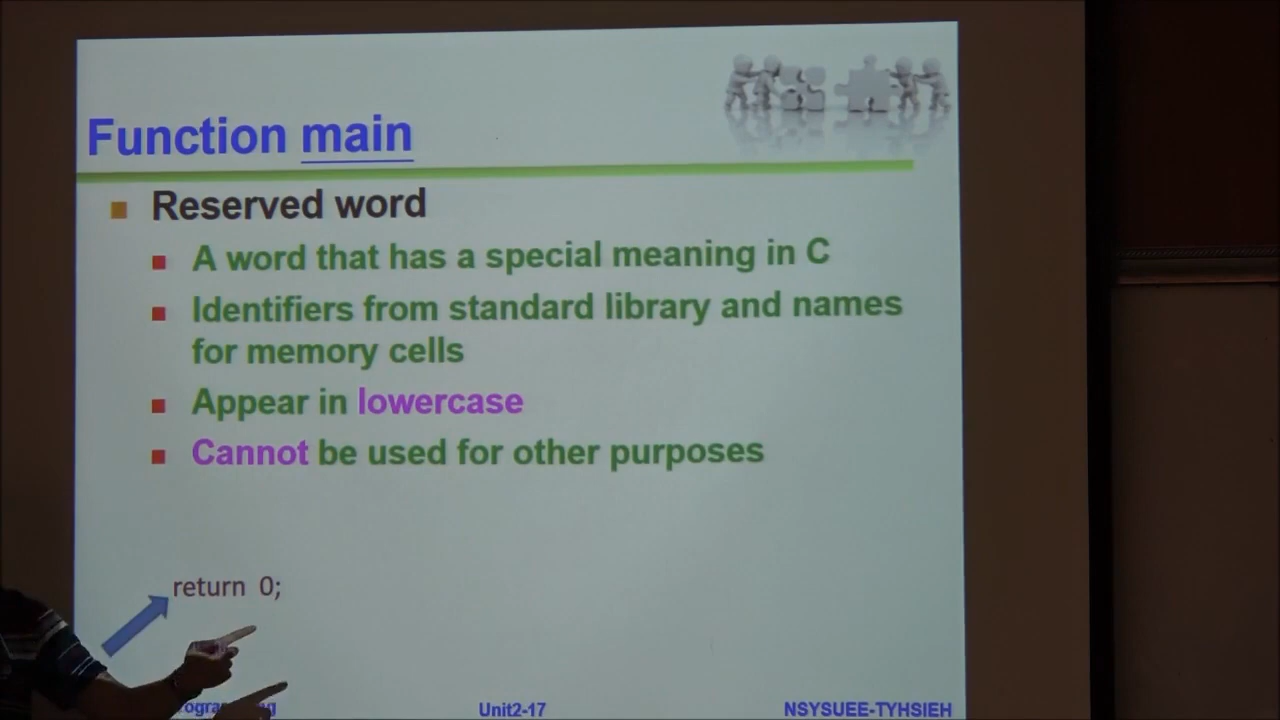 Function main
Reserved word
A word that has a special meaning in C
Identifiers from standard library and names
for memory cells
Appear in lowercase
Cannot be used for other purposes
return 0;
Unit2-17
NSYSUEE-TYHSIEH